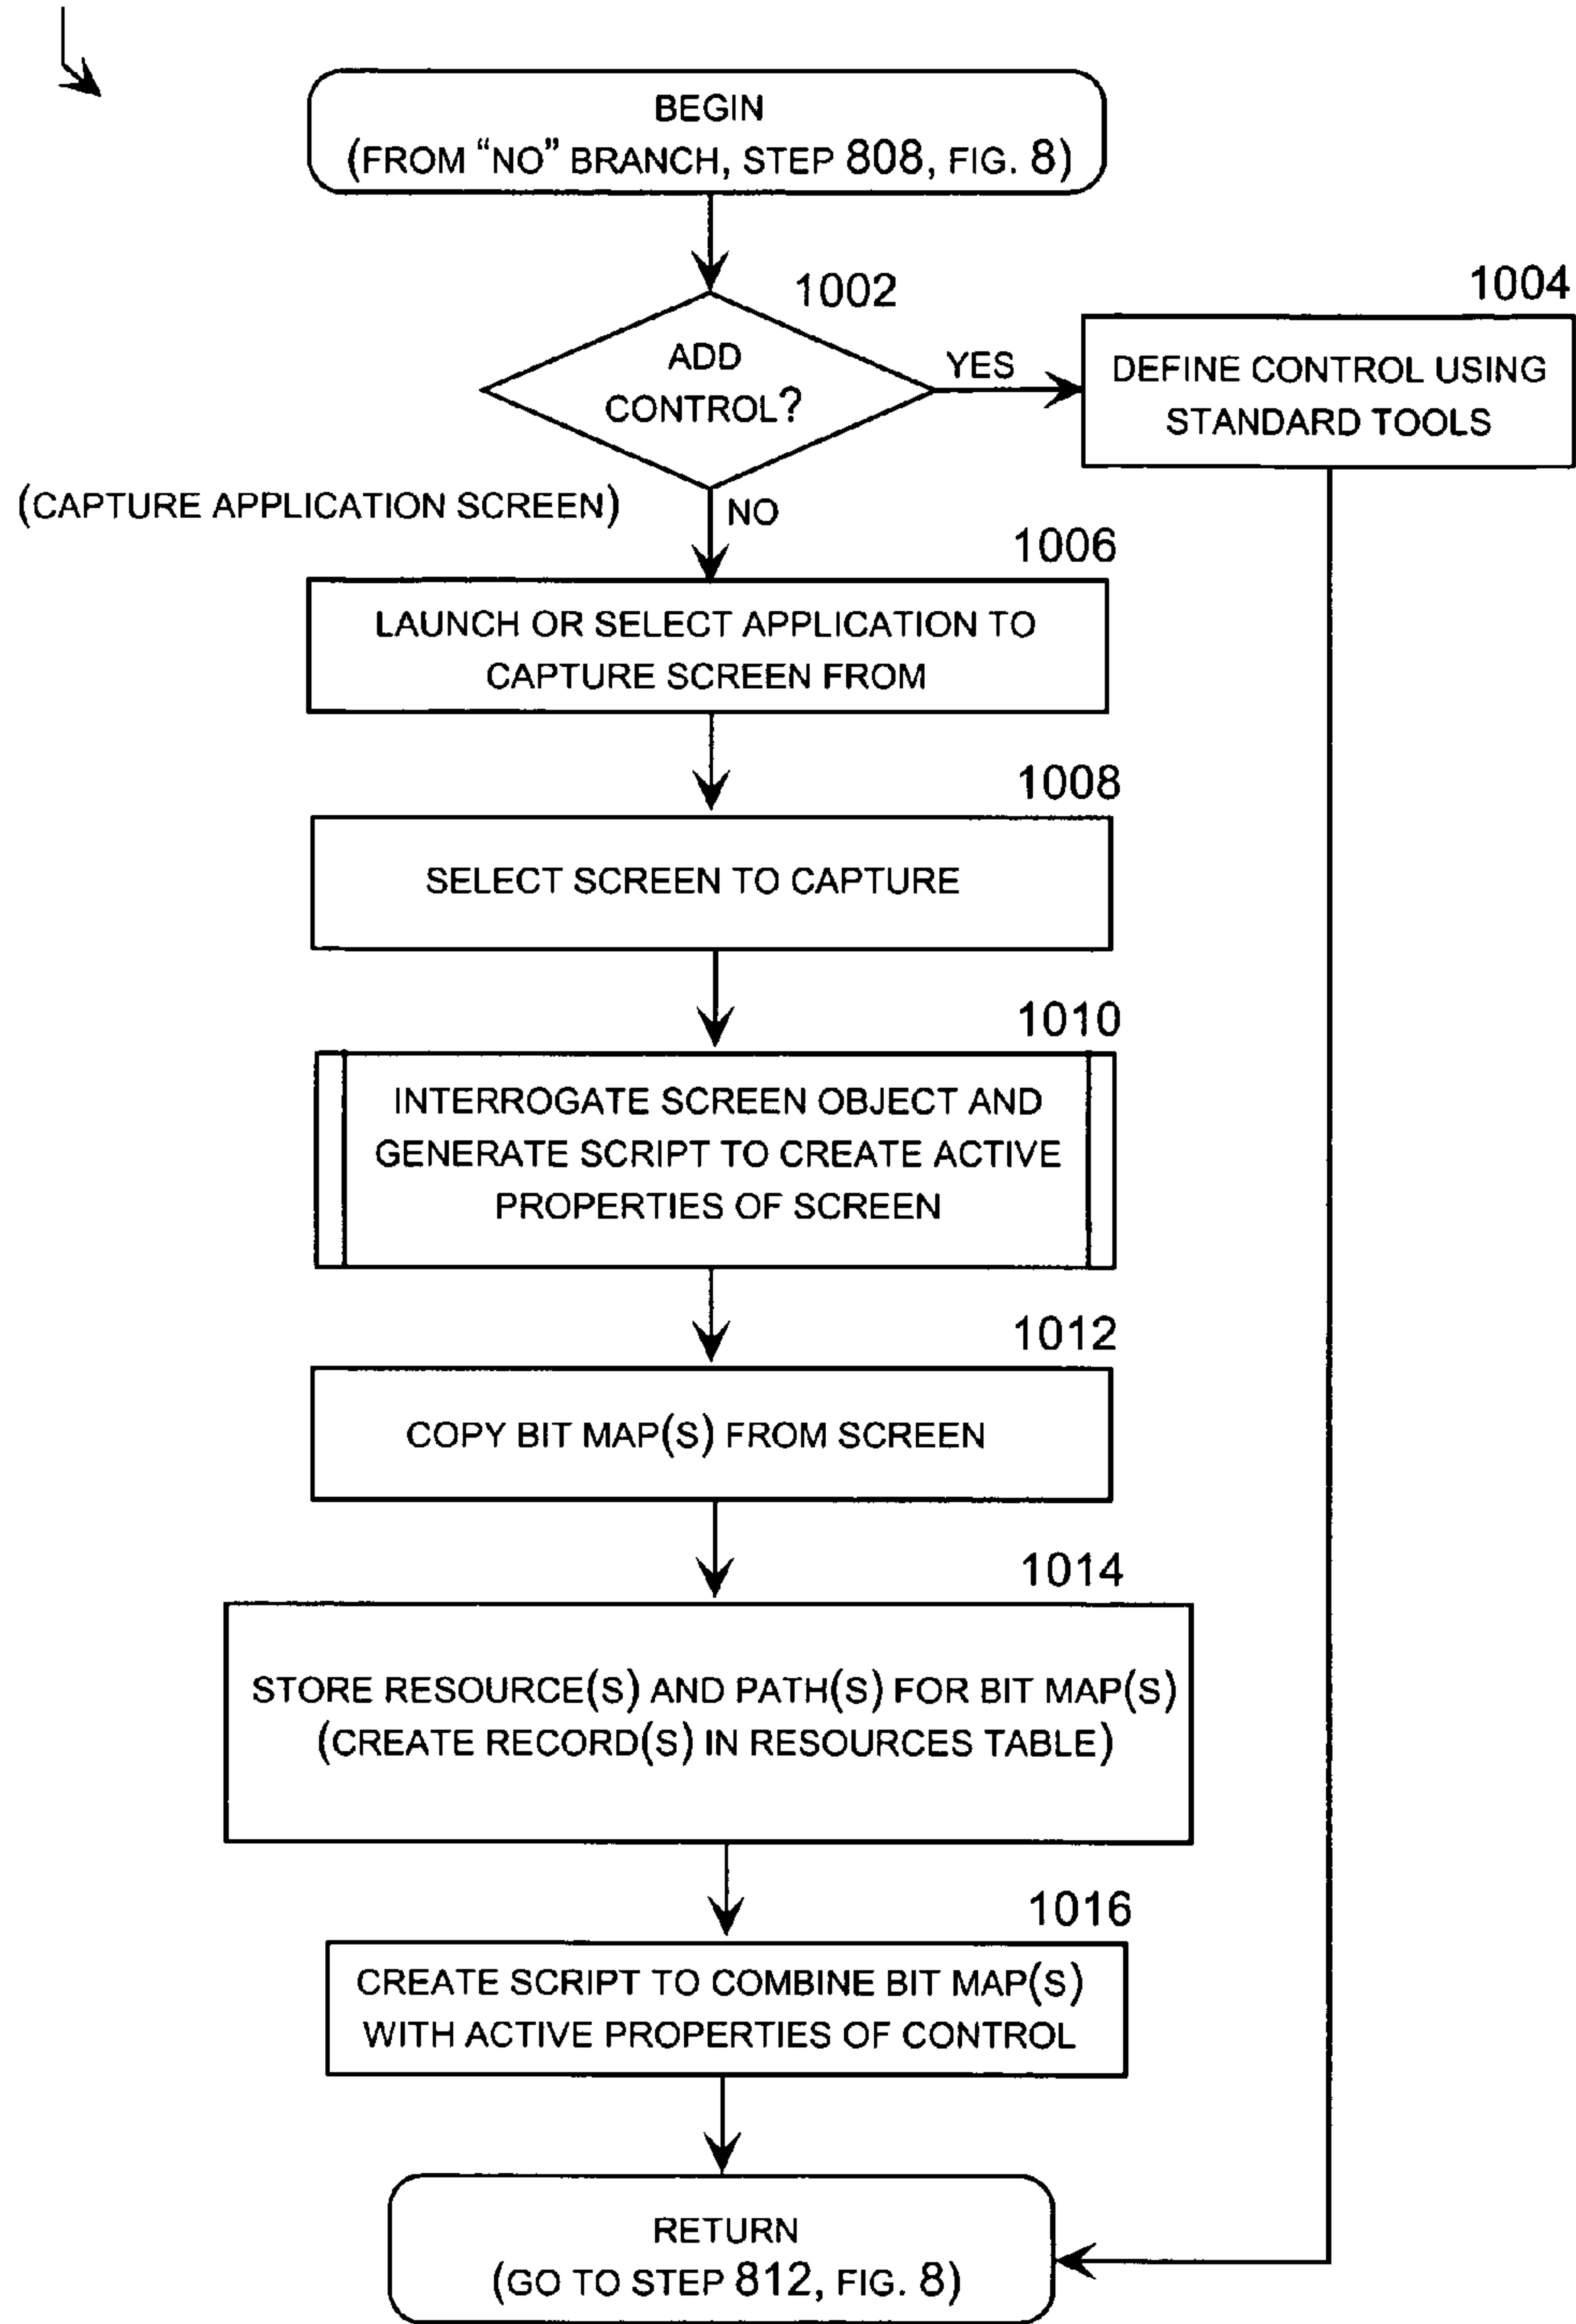 BEGIN
(FROM “NO” BRANCH, STEP 808, FIG. 8)
1002
ADD
CONTROL?
YES
1004
DEFINE CONTROL USING
STANDARD TOOLS
(CAPTURE APPLICATION SCREEN)
NO
1006
LAUNCH OR SELECT APPLICATION TO
CAPTURE SCREEN FROM
1008
SELECT SCREEN TO CAPTURE
1010
INTERROGATE SCREEN OBJECT AND
GENERATE SCRIPT TO CREATE ACTIVE
PROPERTIES OF SCREEN
1012
COPY BIT MAP(S) FROM SCREEN
1014
STORE RESOURCE(S) AND PATH(S) FOR BIT MAP(S)
(CREATE RECORD(S) IN RESOURCES TABLE)
1016
CREATE SCRIPT TO COMBINE BIT MAP(S)
WITH ACTIVE PROPERTIES OF CONTROL
RETURN
(GO TO STEP 812, FIG. 8)